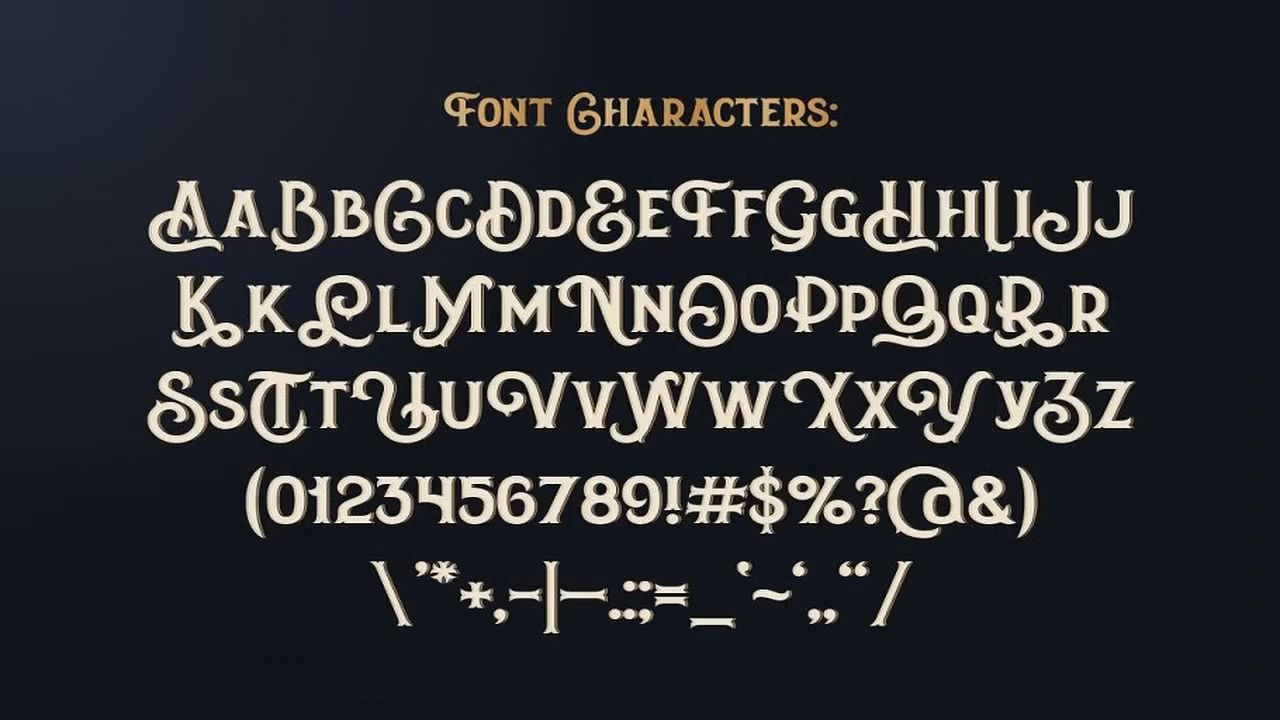 Font Characters:
AaBbCcDdEeFfGgHhIiJj
KkLlMmNnOoPpQqRr
SsTtUuVvWwXxYyZz
(0123456789!#$%?@&)
\ ’*+,-|—.:;=_‛~‘„“/